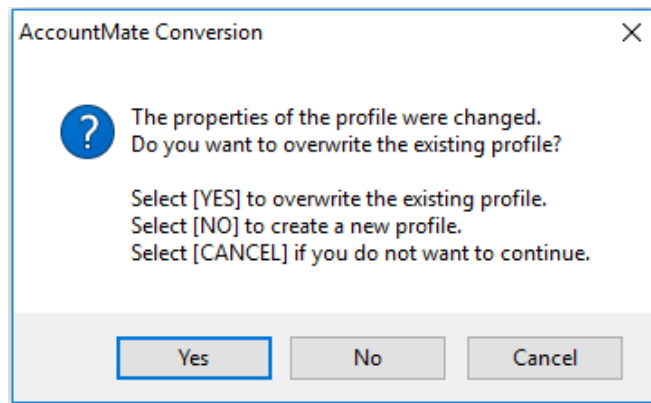 AccountMate Conversion
The properties of the profile were changed.
Do you want to overwrite the existing profile?
Select [YES] to overwrite the existing profile.
Select [NO] to create a new profile.
Select [CANCEL] if you do not want to continue.
Yes
No
Cancel